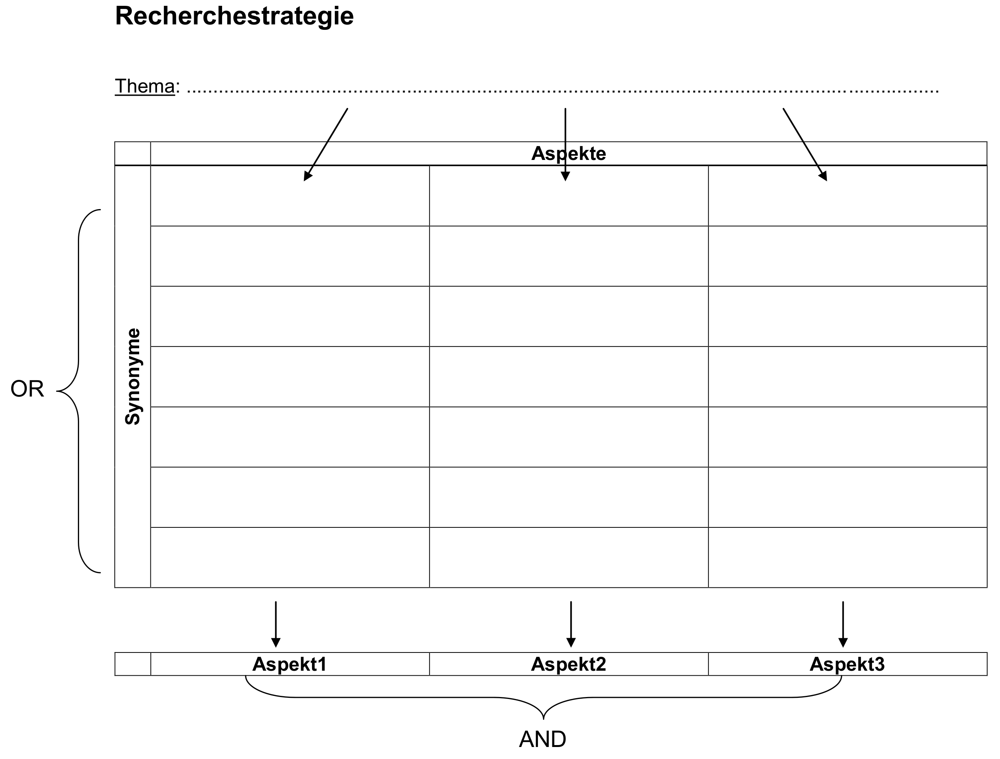 Recherchestrategie
Thema: ................................................................................................................................................
Aspekte
Synonyme
OR
Aspekt1 Aspekt2 Aspekt3
AND